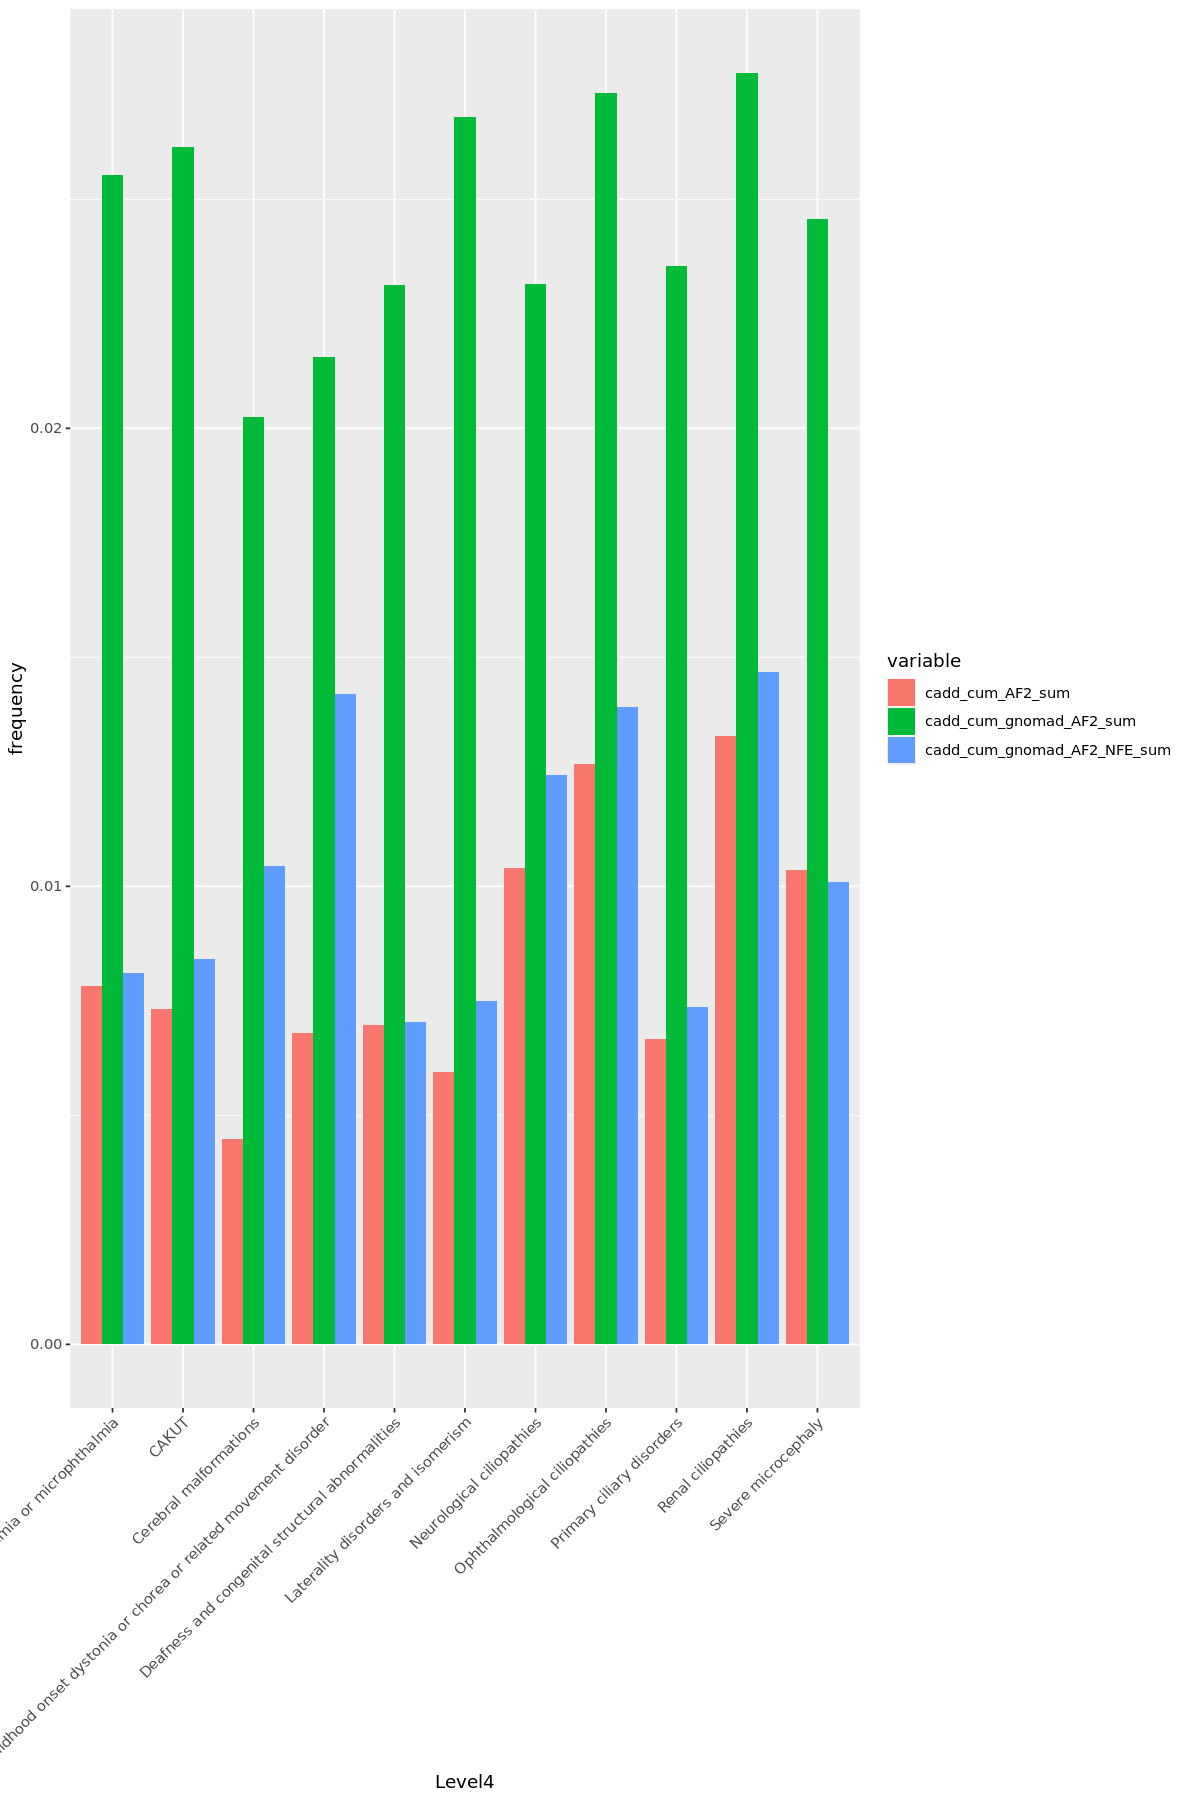 frequency
0.02
0.01
0.00
or microphthalmia
CAKUT
Cerebral malformations
onset dystonia or chorea or related movement disorder
Deafness and congenital structural abnormalities
Laterality disorders and isomerism
Neurological ciliopathies
Ophthalmological ciliopathies
Primary ciliary disorders
Renal ciliopathies
Severe microcephaly
Level4
variable
cadd_cum_AF2_sum
cadd_cum_gnomad_AF2_sum
cadd_cum_gnomad_AF2_NFE_sum